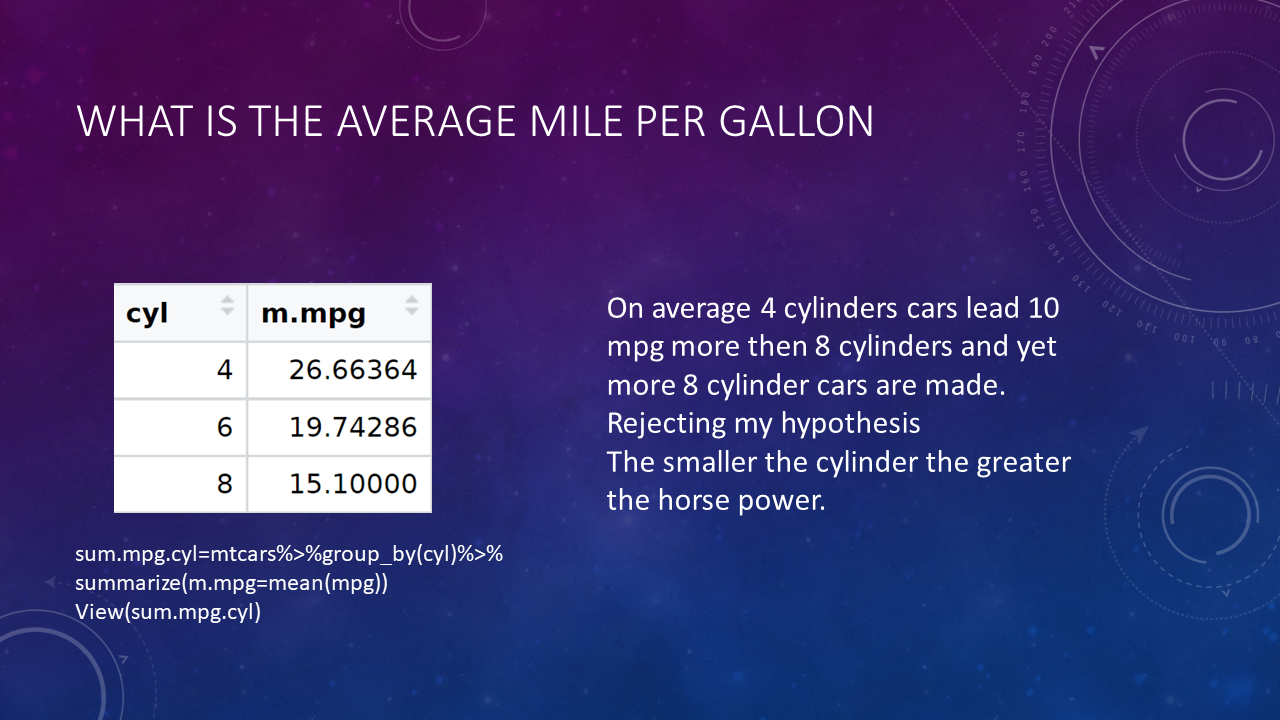 WHAT IS THE AVERAGE MILE PER GALLON
cyl m.mpg
4 26.66364
6 19.74286
8 15.10000
sum.mpg.cyl=mtcars%>%group_by(cyl)%>%
summarize(m.mpg=mean(mpg))
View(sum.mpg.cyl)
On average 4 cylinders cars lead 10
mpg more then 8 cylinders and yet
more 8 cylinder cars are made.
Rejecting my hypothesis
The smaller the cylinder the greater
the horse power.